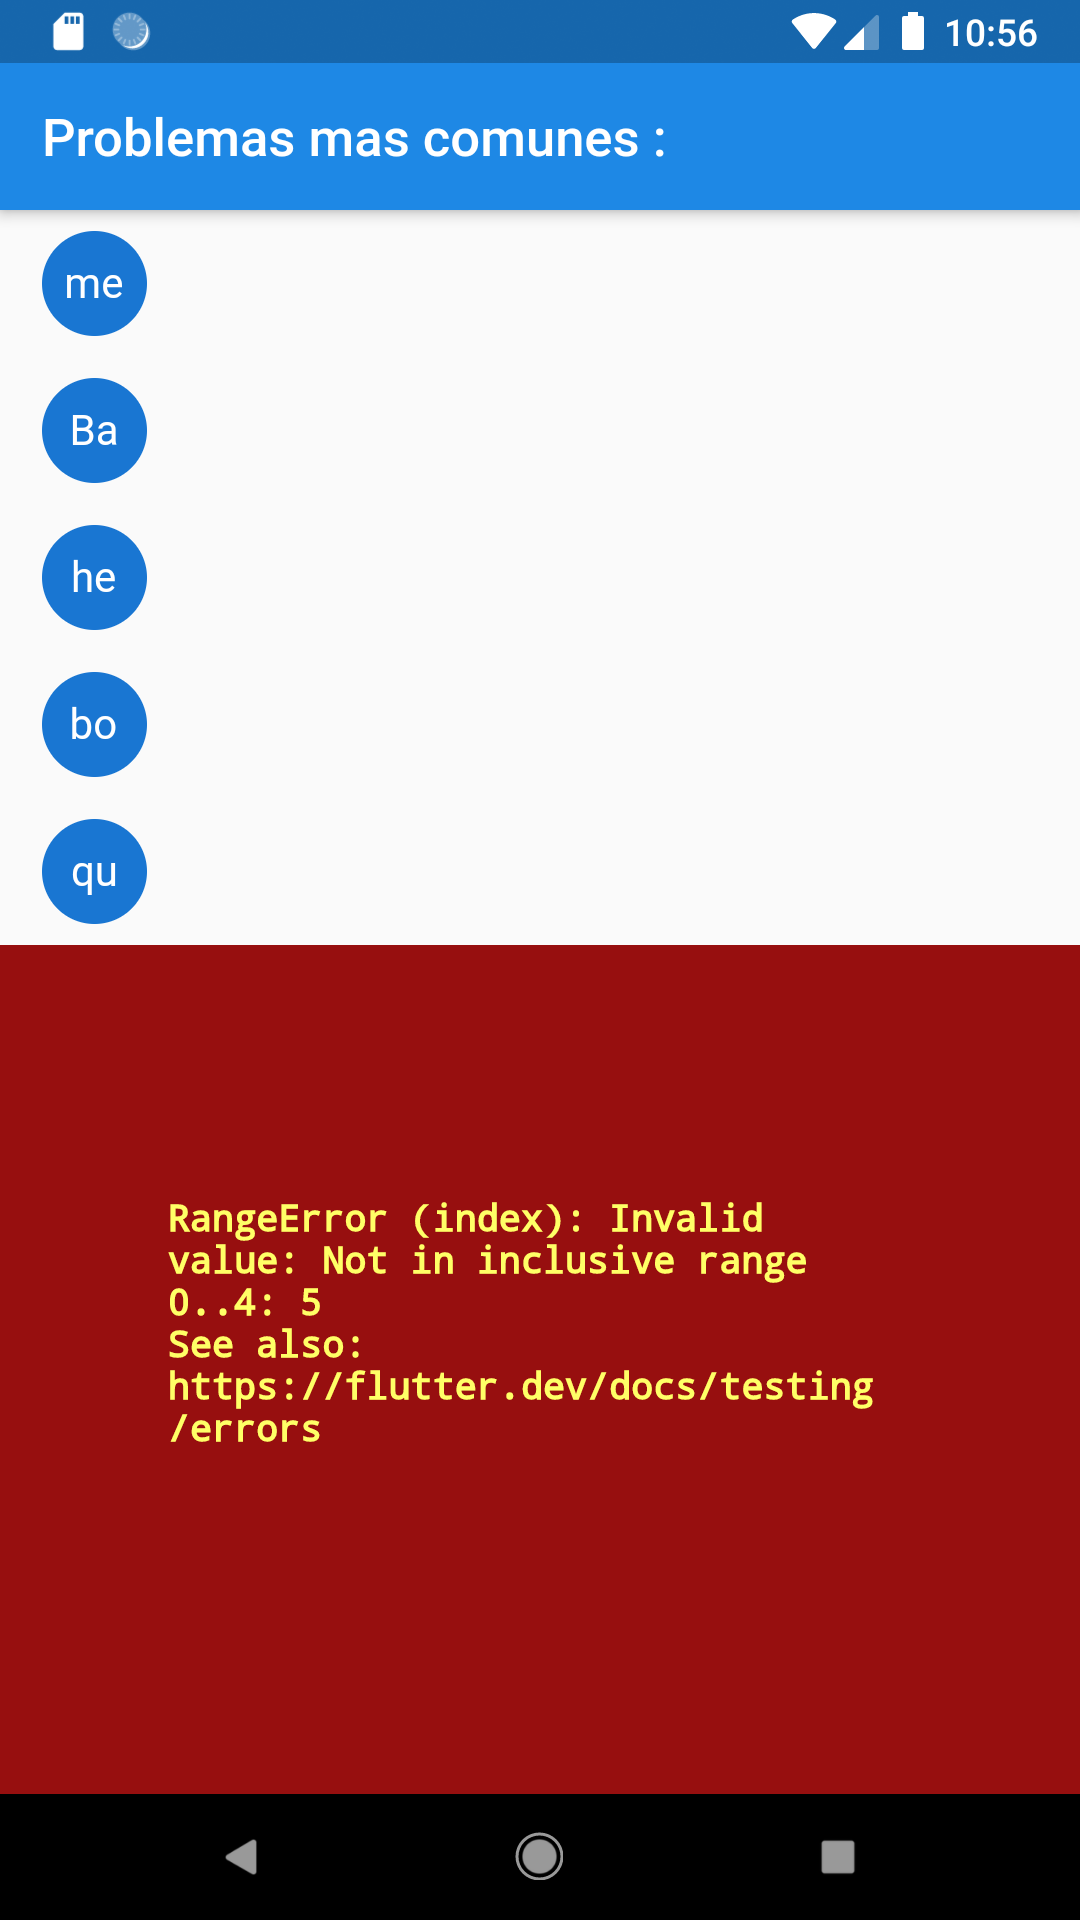 10:56
Problemas mas comunes :
me
Ba
he
bo
qu
RangeError (index): Invalid
value: Not in inclusive range
0..4: 5
See also:
https://flutter.dev/docs/testing
/errors